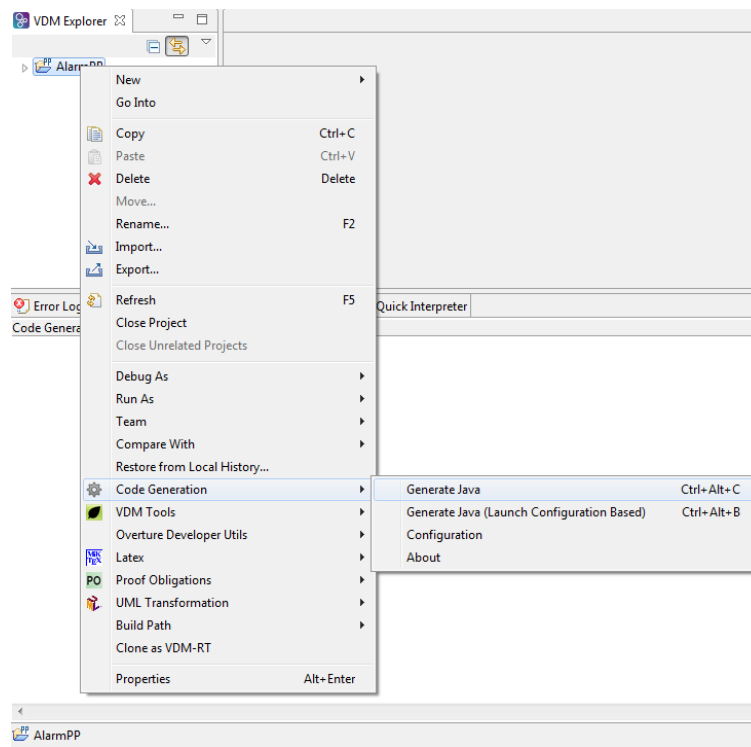 VDM Explorer
AlarmPP
New
Go Into
Copy Ctrl+C
Paste Ctrl+V
Delete Delete
Move...
Rename... F2
Import...
Export...
Error Log
Refresh F5
Quick Interpreter
Code Genera
Close Project
Close Unrelated Projects
Debug As
Run As
Team
Compare With
Restore from Local History...
Code Generation
Generate Java Ctrl+Alt+C
VDM Tools
Generate Java (Launch Configuration Based) Ctrl+Alt+B
Overture Developer Utils
Configuration
Latex
About
PO Proof Obligations
UML Transformation
Build Path
Clone as VDM-RT
Properties Alt+Enter
AlarmPP